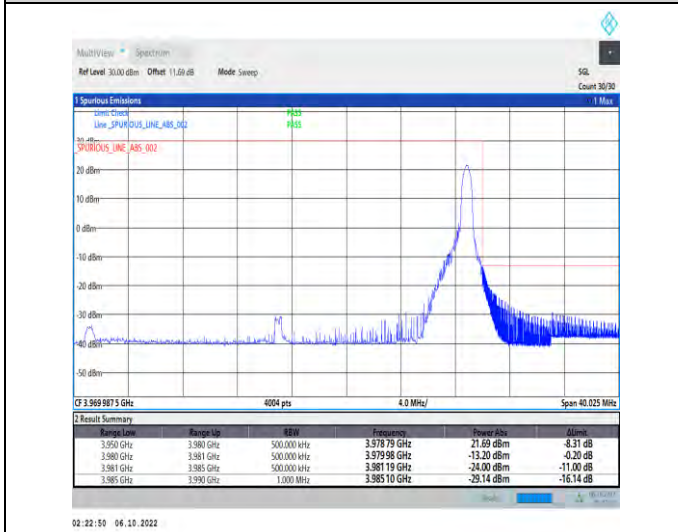 MultiView Spectrum
Ref Level 30.00 dBm Offset 11.69 dB Mode Sweep SGL
Count 30/30
1 Spurious Emissions 1 Max
Limit Check PASS
Line _SPURIOUS_LINE_ABS_002 PASS
30 dBm
_SPURIOUS_LINE_ABS_002
20 dBm
10 dBm
0 dBm
-10 dBm
-20 dBm
-30 dBm
-40 dBm
-50 dBm
CF 3.969 987 5 GHz 4004 pts 4.0 MHz/ Span 40.025 MHz
2 Result Summary
Range Low Range Up RBW Frequency Power Abs ΔLimit
3.950 GHz 3.980 GHz 500.000 kHz 3.978 79 GHz 21.69 dBm -8.31 dB
3.980 GHz 3.981 GHz 500.000 kHz 3.979 98 GHz -13.20 dBm -0.20 dB
3.981 GHz 3.985 GHz 500.000 kHz 3.981 19 GHz -24.00 dBm -11.00 dB
3.985 GHz 3.990 GHz 1.000 MHz 3.985 10 GHz -29.14 dBm -16.14 dB
02:22:50 06.10.2022